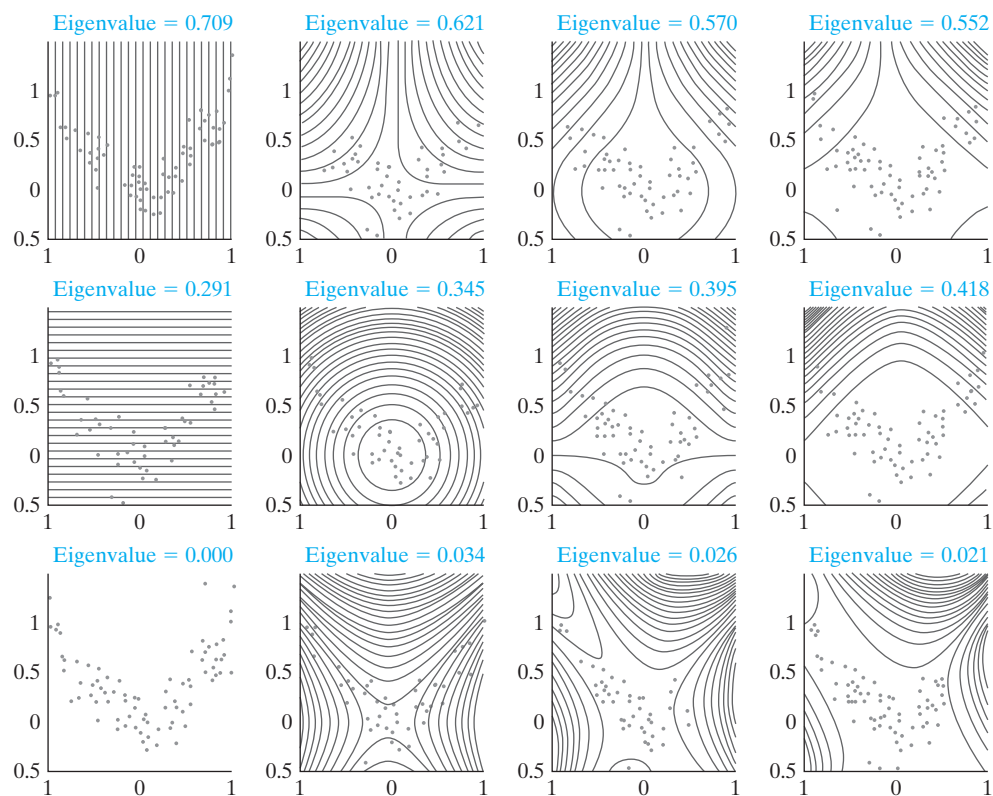 Eigenvalue = 0.709
Eigenvalue = 0.621
Eigenvalue = 0.570
Eigenvalue = 0.552
1 1 1 1
0.5 0.5 0.5 0.5
0 0 0 0
0.5 0.5 0.5 0.5
1 0 1 1 0 1 1 0 1 1 0 1
Eigenvalue = 0.291
Eigenvalue = 0.345
Eigenvalue = 0.395
Eigenvalue = 0.418
1 1 1 1
0.5 0.5 0.5 0.5
0 0 0 0
0.5 0.5 0.5 0.5
1 0 1 1 0 1 1 0 1 1 0 1
Eigenvalue = 0.000
Eigenvalue = 0.034
Eigenvalue = 0.026
Eigenvalue = 0.021
1 1 1 1
0.5 0.5 0.5 0.5
0 0 0 0
0.5 0.5 0.5 0.5
1 0 1 1 0 1 1 0 1 1 0 1